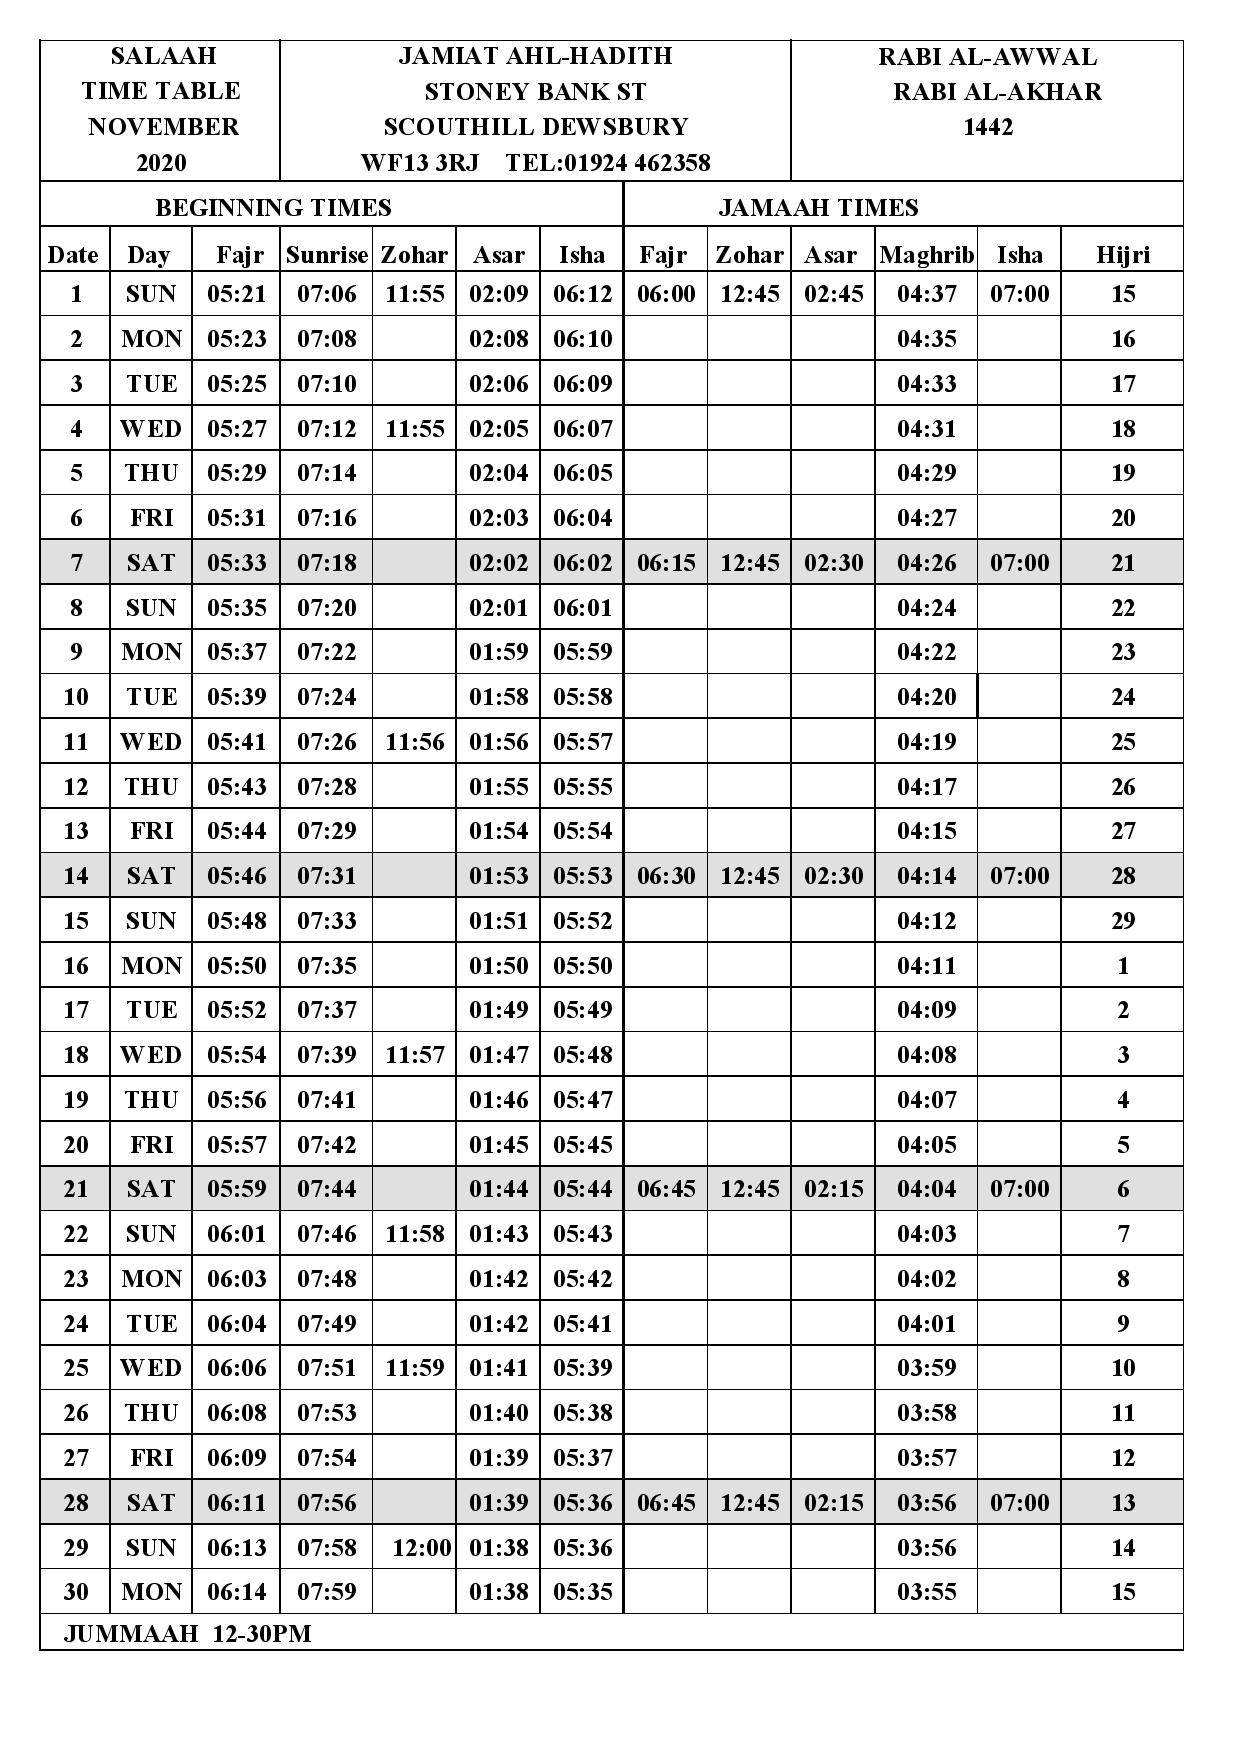 SALAAH
TIME TABLE
NOVEMBER
2020
JAMIAT AHL-HADITH
STONEY BANK ST
SCOUTHILL DEWSBURY
WF13 3RJ TEL:01924 462358
RABI AL-AWWAL
RABI AL-AKHAR
1442
BEGINNING TIMES JAMAAH TIMES
Date Day Fajr Sunrise Zohar Asar Isha Fajr Zohar Asar Maghrib Isha Hijri
1 SUN 05:21 07:06 11:55 02:09 06:12 06:00 12:45 02:45 04:37 07:00 15
2 MON 05:23 07:08 02:08 06:10 04:35 16
3 TUE 05:25 07:10 02:06 06:09 04:33 17
4 WED 05:27 07:12 11:55 02:05 06:07 04:31 18
5 THU 05:29 07:14 02:04 06:05 04:29 19
6 FRI 05:31 07:16 02:03 06:04 04:27 20
7 SAT 05:33 07:18 02:02 06:02 06:15 12:45 02:30 04:26 07:00 21
8 SUN 05:35 07:20 02:01 06:01 04:24 22
9 MON 05:37 07:22 01:59 05:59 04:22 23
10 TUE 05:39 07:24 01:58 05:58 04:20 24
11 WED 05:41 07:26 11:56 01:56 05:57 04:19 25
12 THU 05:43 07:28 01:55 05:55 04:17 26
13 FRI 05:44 07:29 01:54 05:54 04:15 27
14 SAT 05:46 07:31 01:53 05:53 06:30 12:45 02:30 04:14 07:00 28
15 SUN 05:48 07:33 01:51 05:52 04:12 29
16 MON 05:50 07:35 01:50 05:50 04:11 1
17 TUE 05:52 07:37 01:49 05:49 04:09 2
18 WED 05:54 07:39 11:57 01:47 05:48 04:08 3
19 THU 05:56 07:41 01:46 05:47 04:07 4
20 FRI 05:57 07:42 01:45 05:45 04:05 5
21 SAT 05:59 07:44 01:44 05:44 06:45 12:45 02:15 04:04 07:00 6
22 SUN 06:01 07:46 11:58 01:43 05:43 04:03 7
23 MON 06:03 07:48 01:42 05:42 04:02 8
24 TUE 06:04 07:49 01:42 05:41 04:01 9
25 WED 06:06 07:51 11:59 01:41 05:39 03:59 10
26 THU 06:08 07:53 01:40 05:38 03:58 11
27 FRI 06:09 07:54 01:39 05:37 03:57 12
28 SAT 06:11 07:56 01:39 05:36 06:45 12:45 02:15 03:56 07:00 13
29 SUN 06:13 07:58 12:00 01:38 05:36 03:56 14
30 MON 06:14 07:59 01:38 05:35 03:55 15
JUMMAAH 12-30PM